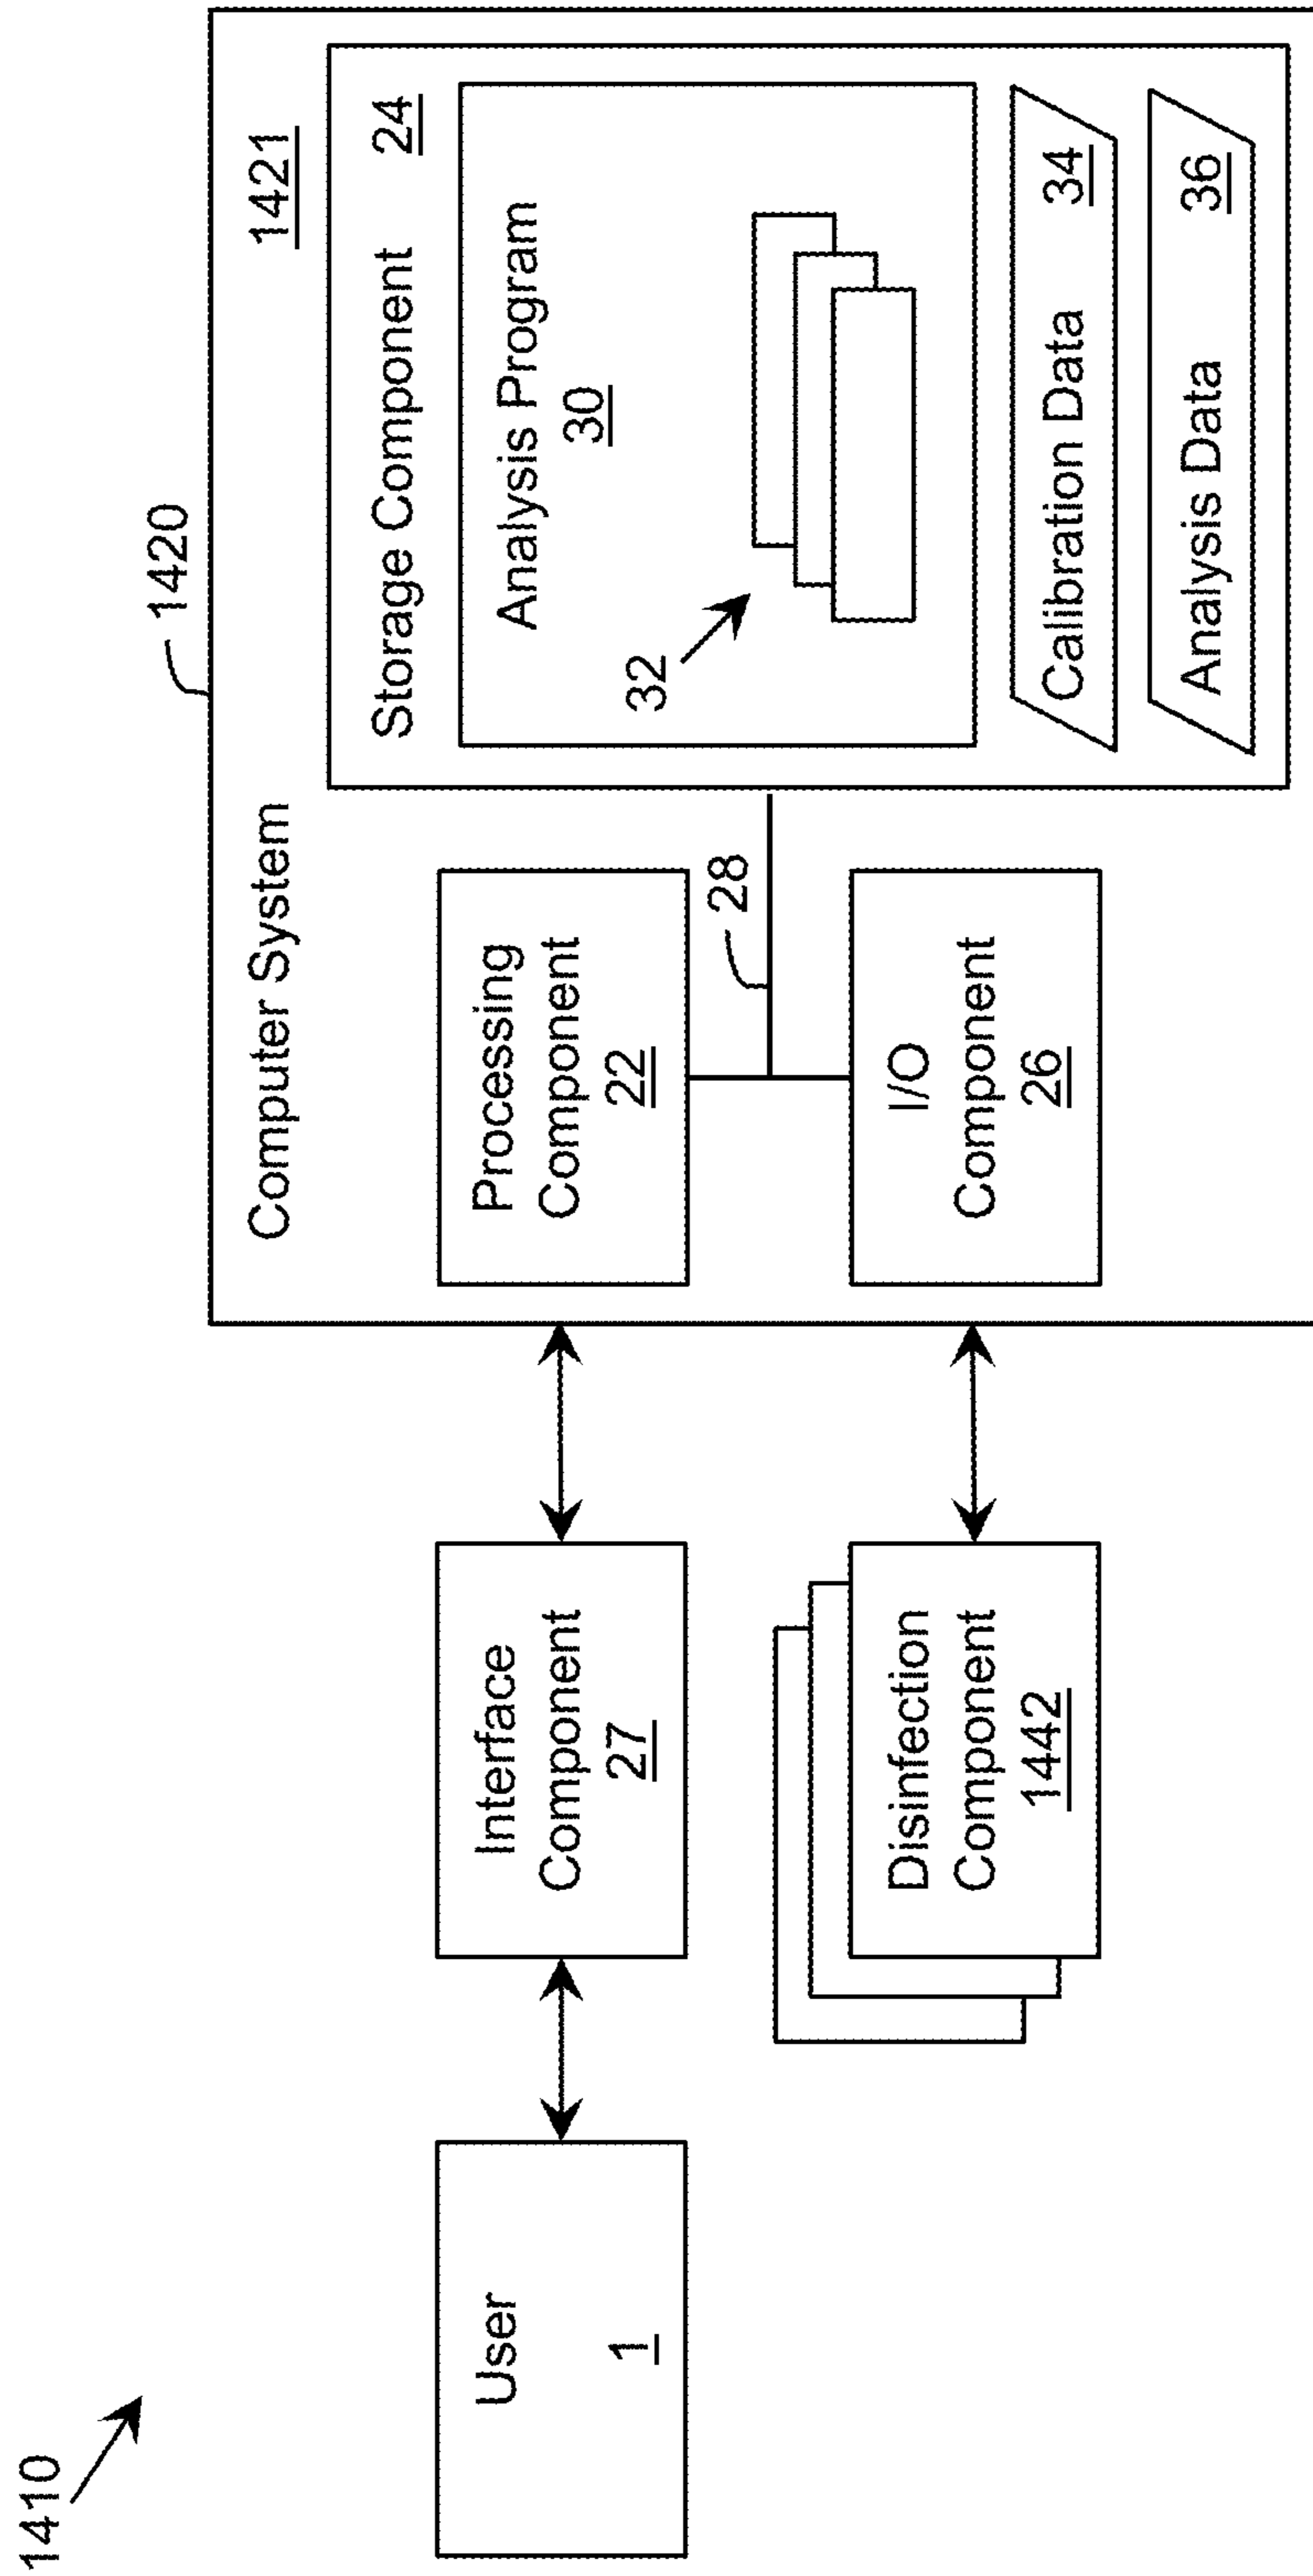 1410
1420
User
1
Interface
Component
27
Disinfection
Component
1442
Computer System
1421
Processing
Component
22
28
I/O
Component
26
Storage Component
24
Analysis Program
30
32
Calibration Data 34
Analysis Data 36